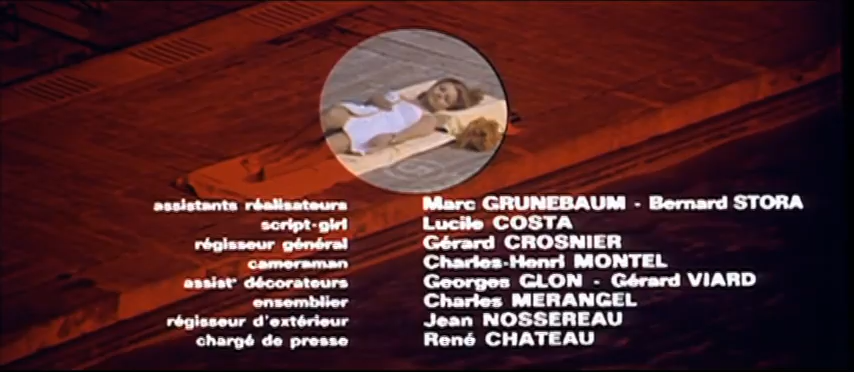 assistants réalisateurs Marc GRUNEBAUM - Bernard STORA
script-girl Lucile COSTA
régisseur général Gérard CROSNIER
cameraman Charles-Henri MONTEL
assistᵗ décorateurs Georges GLON - Gérard VIARD
ensemblier Charles MERANGEL
régisseur d'extérieur Jean NOSSEREAU
chargé de presse René CHATEAU